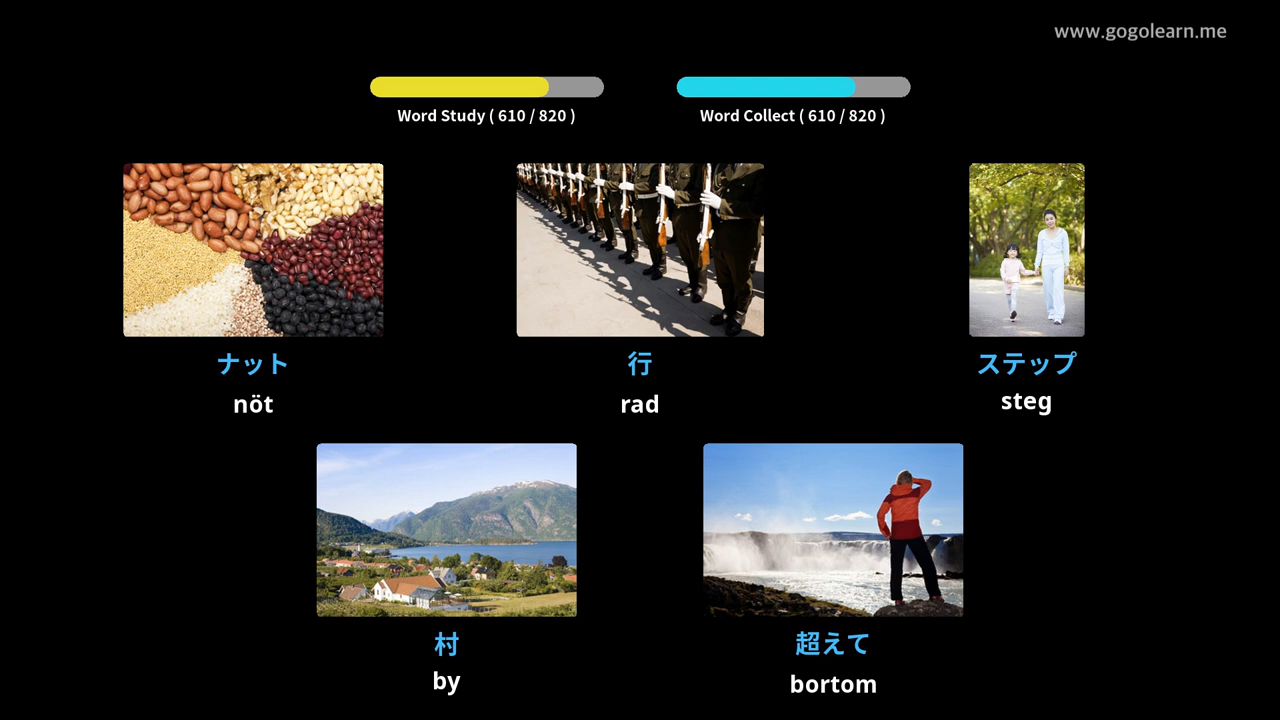 www.gogolearn.me
Word Study ( 610 / 820 )
Word Collect ( 610 / 820 )
ナット
nöt
行
rad
ステップ
steg
村
by
超えて
bortom